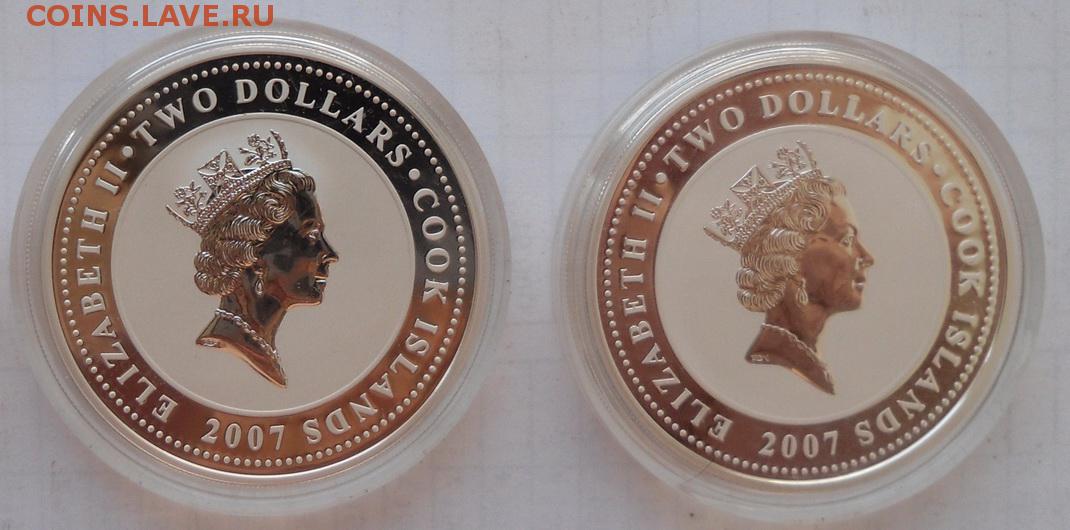 COINS.LAVE.RU
ELIZABETH II • TWO DOLLARS • COOK ISLANDS
2007
ELIZABETH II • TWO DOLLARS • COOK ISLANDS
2007